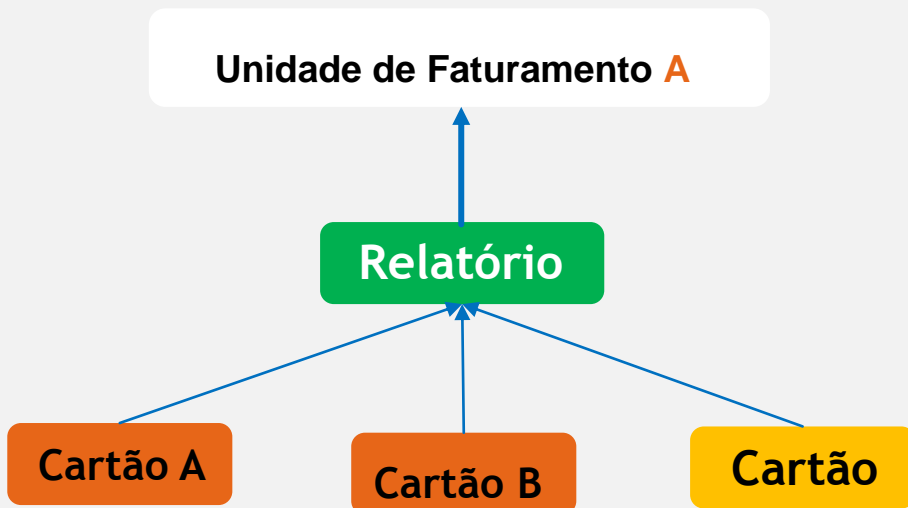 Unidade de Faturamento A
Relatório
Cartão A
Cartão B
Cartão